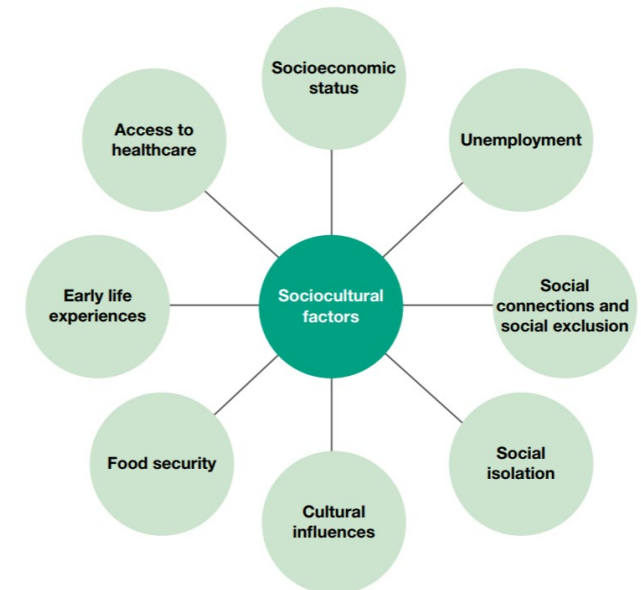 Socioeconomic
status
Access to
healthcare
Unemployment
Early life
experiences
Sociocultural
factors
Social
connections and
social exclusion
Food security
Social
isolation
Cultural
influences